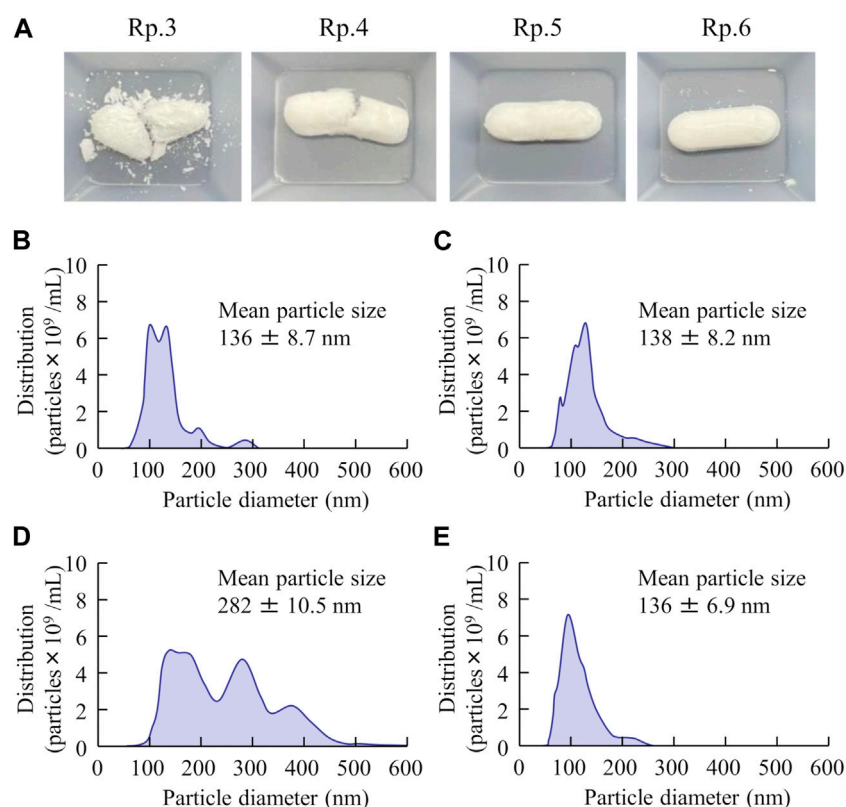 A
Rp.3
Rp.4
Rp.5
Rp.6
B
Distribution
(particles × 10⁹ /mL)
10
8
6
4
2
0
Mean particle size
136 ± 8.7 nm
0 100 200 300 400 500 600
Particle diameter (nm)
C
Distribution
(particles × 10⁹ /mL)
10
8
6
4
2
0
Mean particle size
138 ± 8.2 nm
0 100 200 300 400 500 600
Particle diameter (nm)
D
Distribution
(particles × 10⁹ /mL)
10
8
6
4
2
0
Mean particle size
282 ± 10.5 nm
0 100 200 300 400 500 600
Particle diameter (nm)
E
Distribution
(particles × 10⁹ /mL)
10
8
6
4
2
0
Mean particle size
136 ± 6.9 nm
0 100 200 300 400 500 600
Particle diameter (nm)